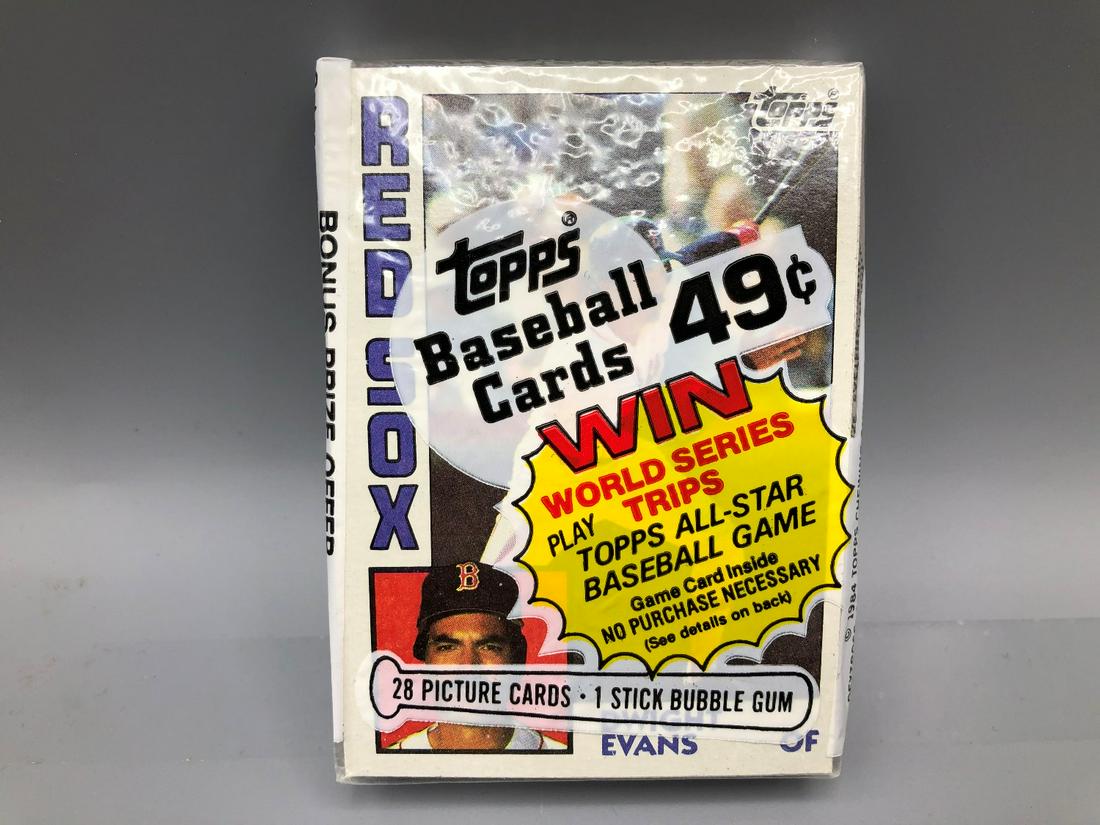 BONUS PRIZE OFFER
RED SOX
TOPPS®
Topps®
Baseball
Cards
49¢
WIN
WORLD SERIES
TRIPS
PLAY
TOPPS ALL-STAR
BASEBALL GAME
Game Card Inside
NO PURCHASE NECESSARY
(See details on back)
B
28 PICTURE CARDS · 1 STICK BUBBLE GUM
DWIGHT
EVANS
OF
© 1984 TOPPS